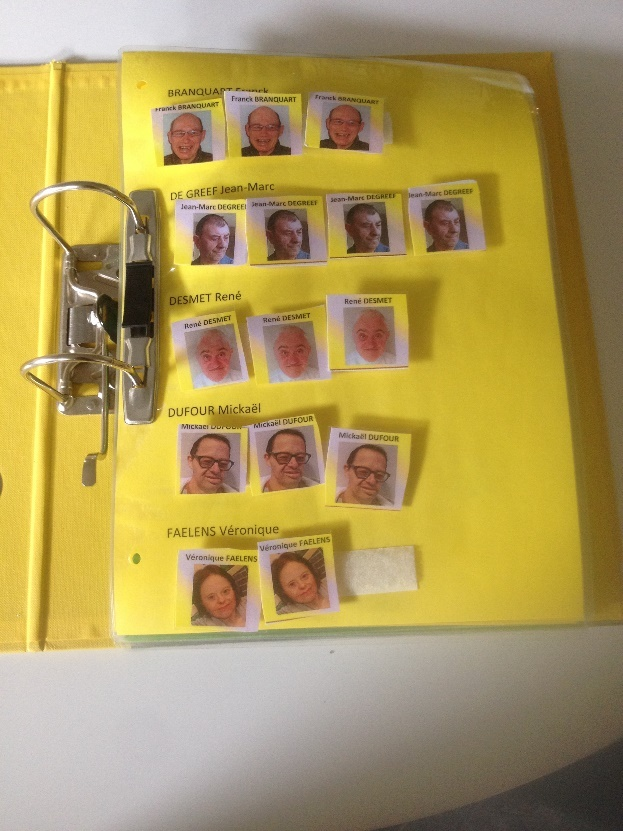 BRANQUART Franck
Franck BRANQUART Franck BRANQUART Franck BRANQUART
DE GREEF Jean-Marc
Jean-Marc DEGREEF Jean-Marc DEGREEF Jean-Marc DEGREEF Jean-Marc DEGREEF
DESMET René
René DESMET René DESMET René DESMET
DUFOUR Mickaël
Mickaël DUFOUR Mickaël DUFOUR Mickaël DUFOUR
FAELENS Véronique
Véronique FAELENS Véronique FAELENS